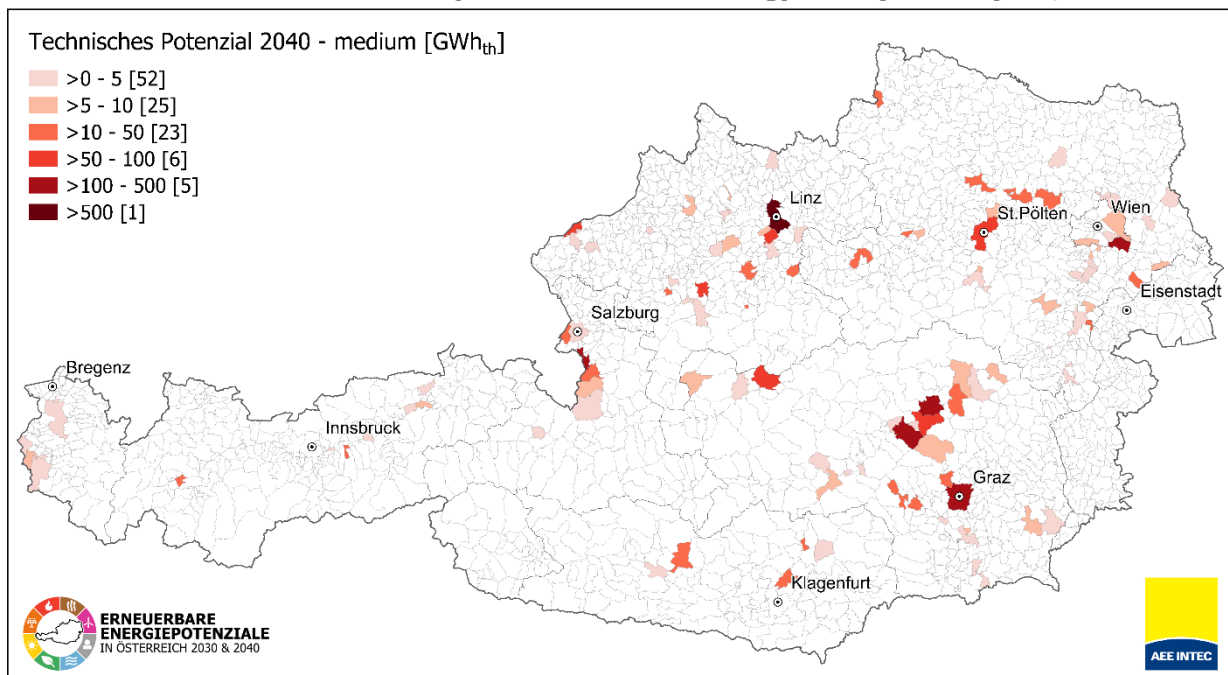 Technisches Potenzial 2040 - medium [GWhth]
>0 - 5 [52]
>5 - 10 [25]
>10 - 50 [23]
>50 - 100 [6]
>100 - 500 [5]
>500 [1]
Linz
St.Pölten
Wien
Eisenstadt
Salzburg
Bregenz
Innsbruck
Graz
Klagenfurt
ERNEUERBARE
ENERGIEPOTENZIALE
IN ÖSTERREICH 2030 & 2040
AEE INTEC